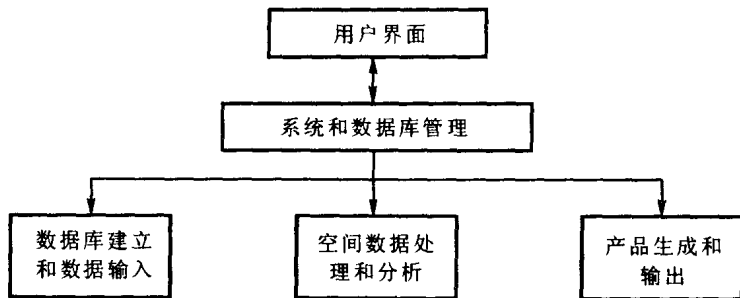 用户界面
系统和数据库管理
数据库建立
和数据输入
空间数据处
理和分析
产品生成和
输出